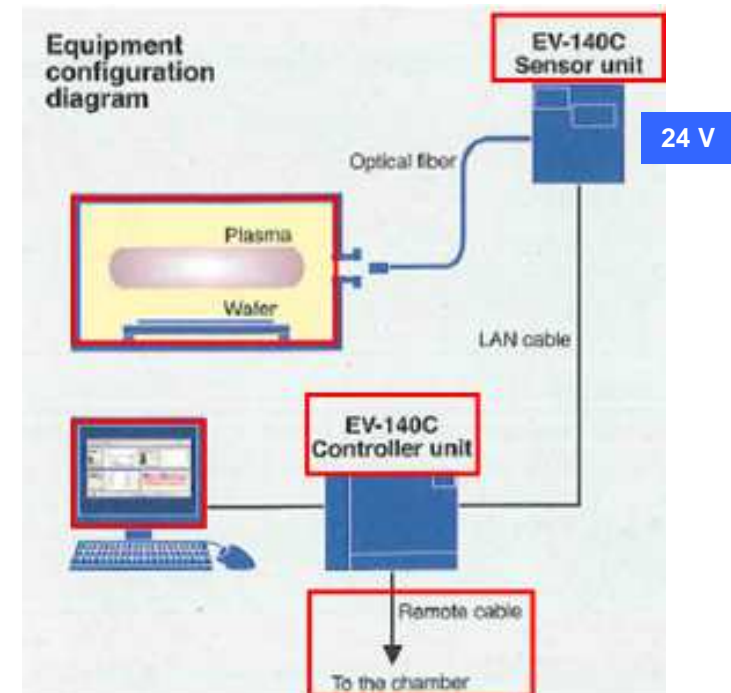 Equipment
configuration
diagram
EV-140C
Sensor unit
24 V
Optical fiber
Plasma
Wafer
LAN cable
EV-140C
Controller unit
Remote cable
To the chamber